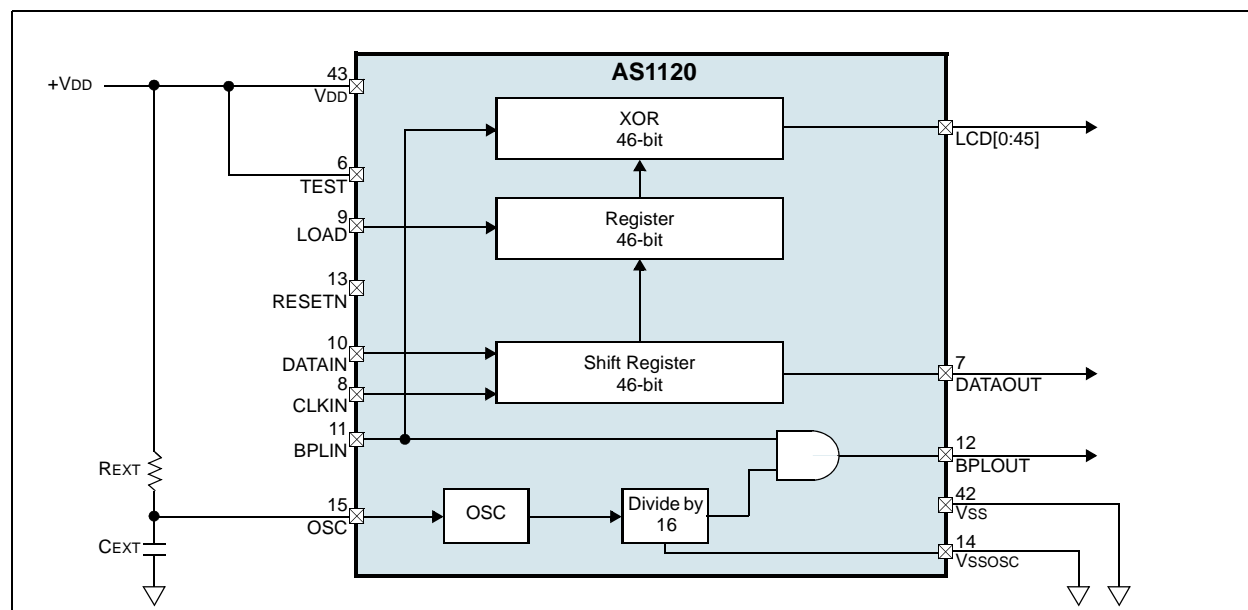 AS1120
+VDD
43
VDD
XOR
46-bit
LCD[0:45]
6
TEST
9
LOAD
Register
46-bit
13
RESETN
10
DATAIN
Shift Register
46-bit
7
DATAOUT
8
CLKIN
11
BPLIN
12
BPLOUT
REXT
15
OSC
OSC
Divide by
16
42
VSS
CEXT
14
VSSOSC